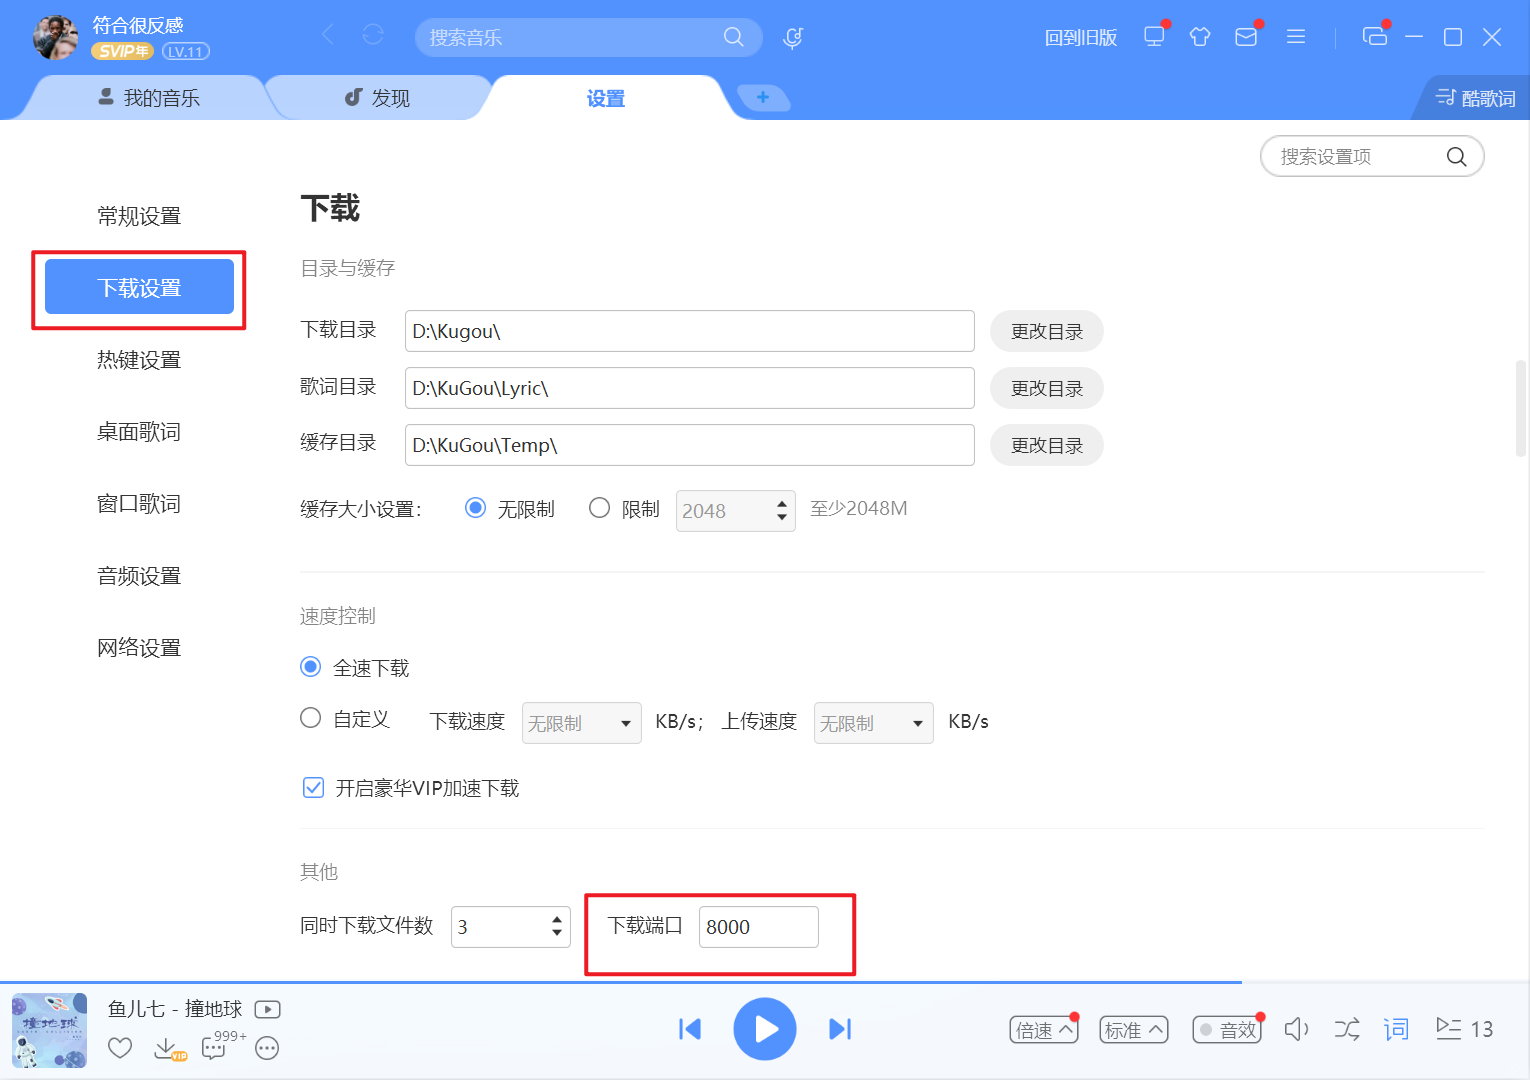 符合很反感
SVIP年 LV.11
搜索音乐
回到旧版
我的音乐
发现
设置
酷歌词
搜索设置项
常规设置
下载设置
热键设置
桌面歌词
窗口歌词
音频设置
网络设置
下载
目录与缓存
下载目录 D:\Kugou\ 更改目录
歌词目录 D:\KuGou\Lyric\ 更改目录
缓存目录 D:\KuGou\Temp\ 更改目录
缓存大小设置： 无限制 限制 2048 至少2048M
速度控制
全速下载
自定义 下载速度 无限制 KB/s； 上传速度 无限制 KB/s
开启豪华VIP加速下载
其他
同时下载文件数 3 下载端口 8000
撞地球
鱼儿七 - 撞地球
VIP 999+
倍速 标准 音效 词 13